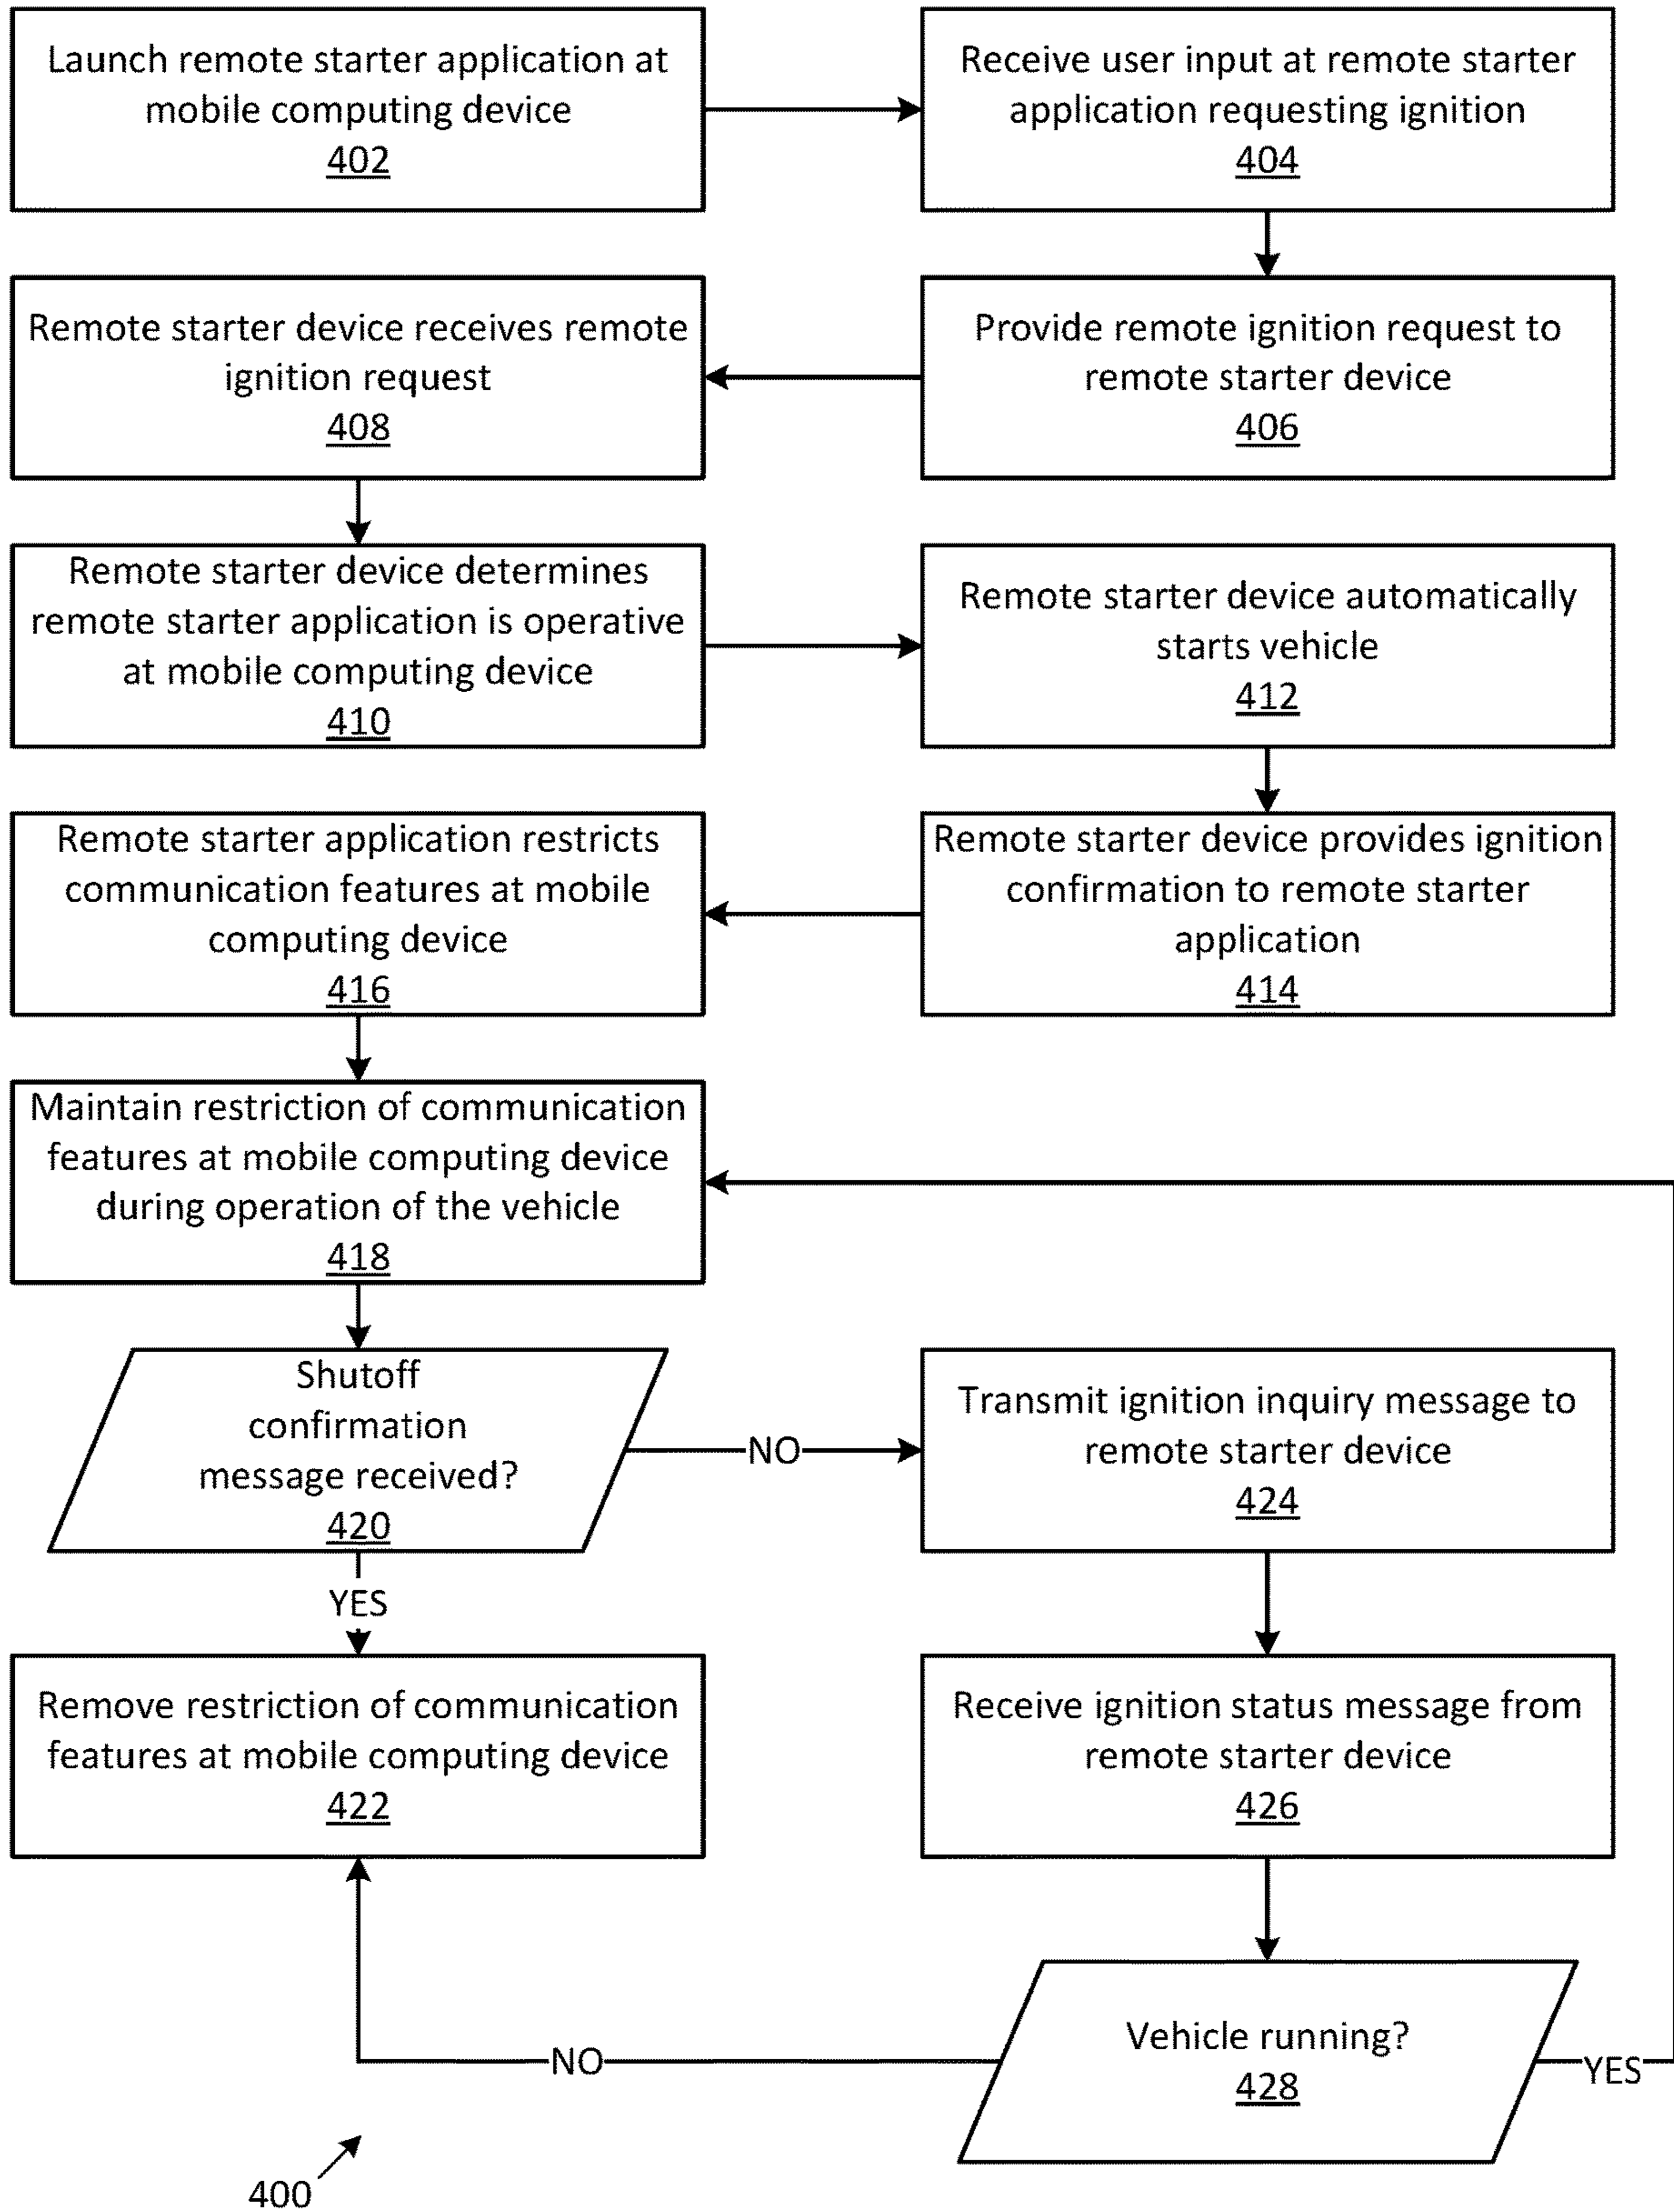 Launch remote starter application at
mobile computing device
402
Receive user input at remote starter
application requesting ignition
404
Provide remote ignition request to
remote starter device
406
Remote starter device receives remote
ignition request
408
Remote starter device determines
remote starter application is operative
at mobile computing device
410
Remote starter device automatically
starts vehicle
412
Remote starter device provides ignition
confirmation to remote starter
application
414
Remote starter application restricts
communication features at mobile
computing device
416
Maintain restriction of communication
features at mobile computing device
during operation of the vehicle
418
Shutoff
confirmation
message received?
420
NO
YES
Transmit ignition inquiry message to
remote starter device
424
Remove restriction of communication
features at mobile computing device
422
Receive ignition status message from
remote starter device
426
Vehicle running?
428
NO
YES
400